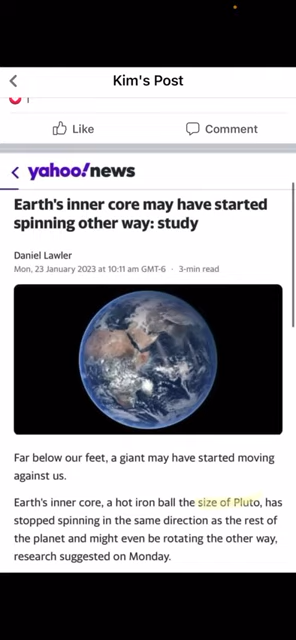 Kim's Post
1
Like
Comment
yahoo!news
Earth's inner core may have started
spinning other way: study
Daniel Lawler
Mon, 23 January 2023 at 10:11 am GMT-6 · 3-min read
Far below our feet, a giant may have started moving
against us.
Earth's inner core, a hot iron ball the size of Pluto, has
stopped spinning in the same direction as the rest of
the planet and might even be rotating the other way,
research suggested on Monday.